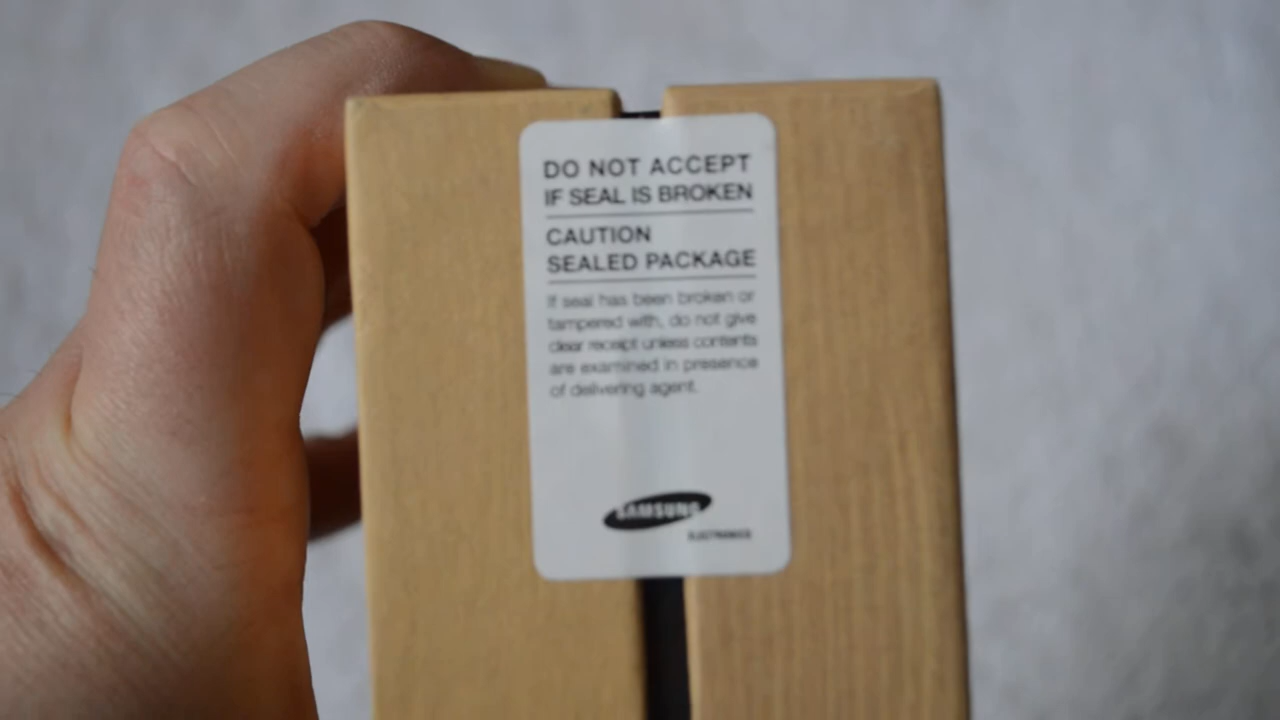 DO NOT ACCEPT
IF SEAL IS BROKEN
CAUTION
SEALED PACKAGE
If seal has been broken or
tampered with, do not give
clear receipt unless contents
are examined in presence
of delivering agent.
SAMSUNG
ELECTRONICS